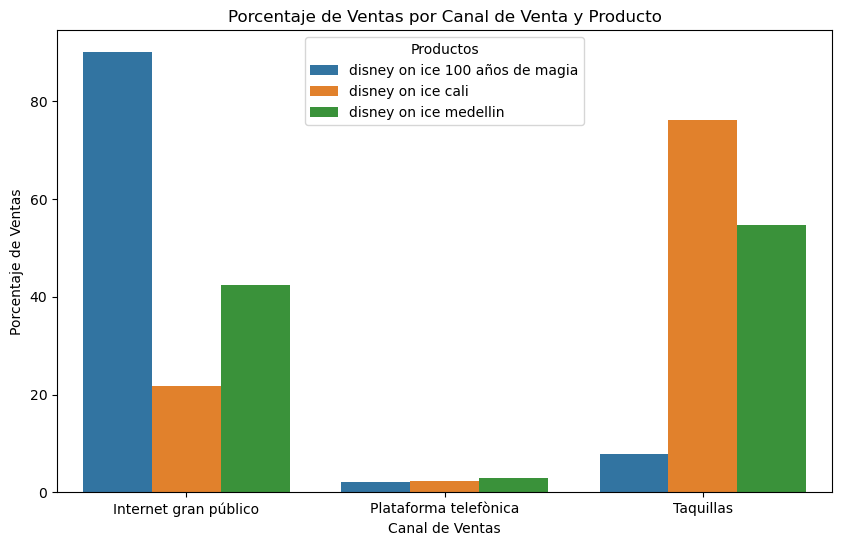 Porcentaje de Ventas por Canal de Venta y Producto
Productos
disney on ice 100 años de magia
disney on ice cali
disney on ice medellin
Porcentaje de Ventas
80
60
40
20
0
Internet gran público
Plataforma telefònica
Taquillas
Canal de Ventas